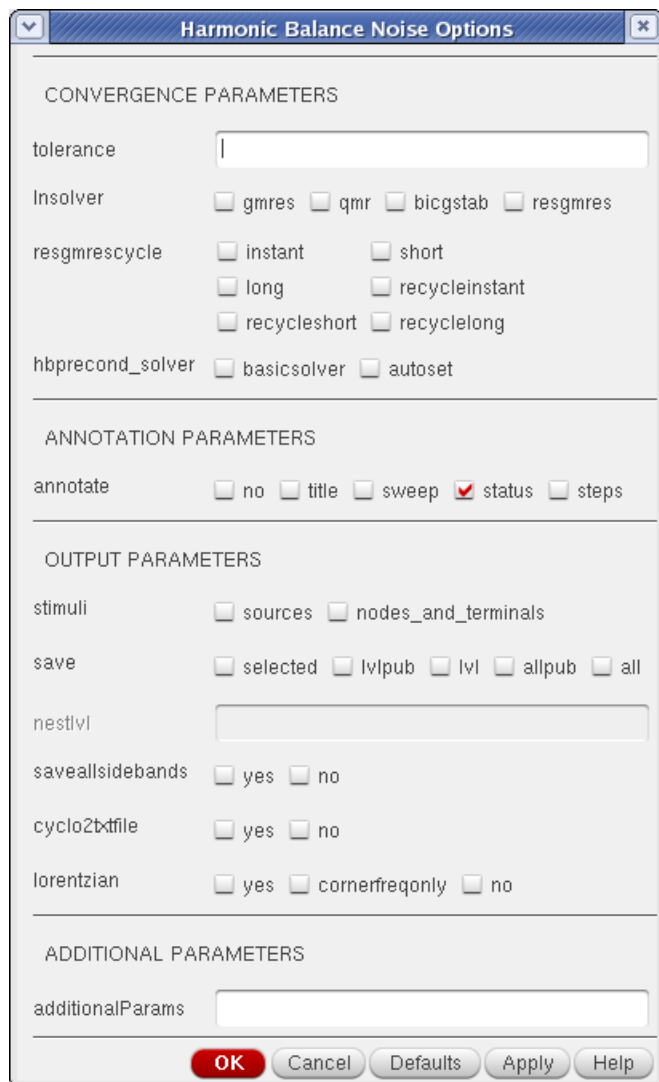 Harmonic Balance Noise Options
CONVERGENCE PARAMETERS
tolerance
lnsolver gmres qmr bicgstab resgmres
resgmrescycle instant short
long recycleinstant
recycleshort recyclelong
hbprecond_solver basicsolver autoset
ANNOTATION PARAMETERS
annotate no title sweep status steps
OUTPUT PARAMETERS
stimuli sources nodes_and_terminals
save selected lvlpub lvl allpub all
nestlvl
saveallsidebands yes no
cyclo2txtfile yes no
lorentzian yes cornerfreqonly no
ADDITIONAL PARAMETERS
additionalParams
OK Cancel Defaults Apply Help